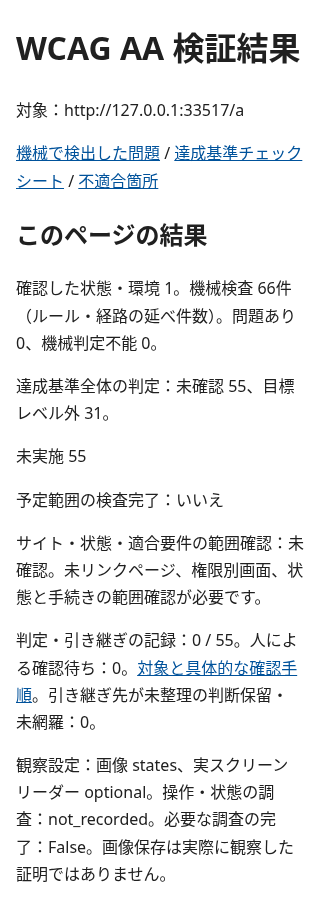 WCAG AA 検証結果
対象：http://127.0.0.1:33517/a
機械で検出した問題 / 達成基準チェック
シート / 不適合箇所
このページの結果
確認した状態・環境 1。機械検査 66件
（ルール・経路の延べ件数）。問題あり
0、機械判定不能 0。
達成基準全体の判定：未確認 55、目標
レベル外 31。
未実施 55
予定範囲の検査完了：いいえ
サイト・状態・適合要件の範囲確認：未
確認。未リンクページ、権限別画面、状
態と手続きの範囲確認が必要です。
判定・引き継ぎの記録：0 / 55。人によ
る確認待ち：0。対象と具体的な確認手
順。引き継ぎ先が未整理の判断保留・
未網羅：0。
観察設定：画像 states、実スクリーン
リーダー optional。操作・状態の調
査：not_recorded。必要な調査の完
了：False。画像保存は実際に観察した
証明ではありません。